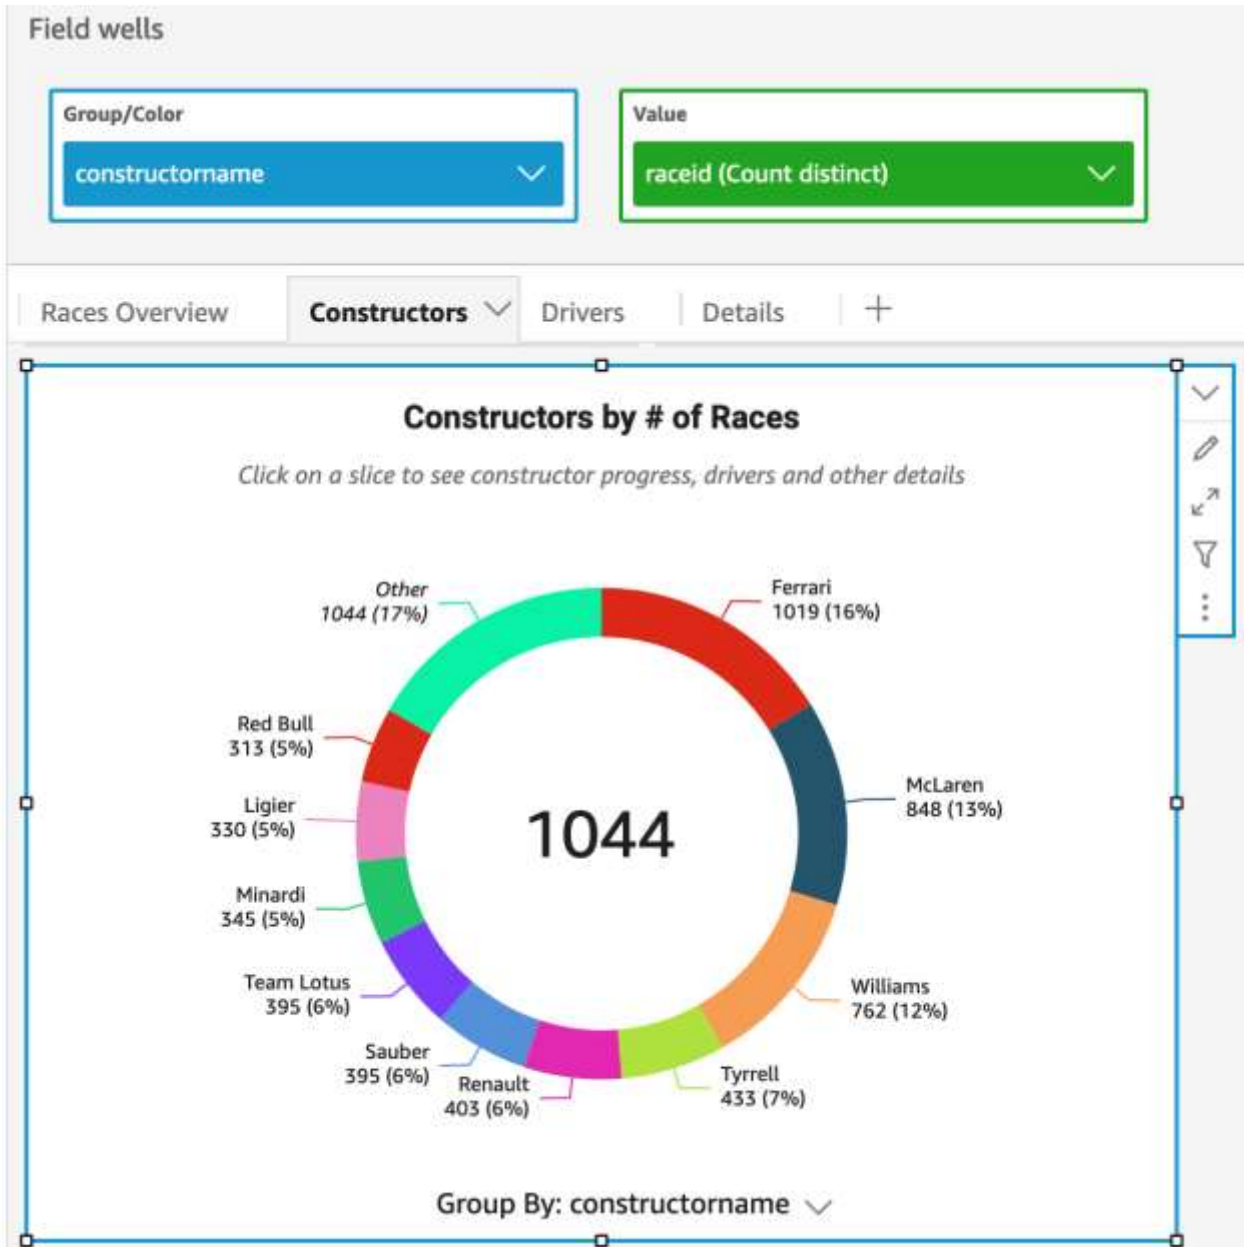 Field wells
Group/Color
Value
constructorname
raceid (Count distinct)
Races Overview
Constructors
Drivers
Details
Constructors by # of Races
Click on a slice to see constructor progress, drivers and other details
Other
1044 (17%)
Ferrari
1019 (16%)
Red Bull
313 (5%)
McLaren
848 (13%)
Ligier
330 (5%)
1044
Minardi
345 (5%)
Team Lotus
395 (6%)
Williams
762 (12%)
Sauber
395 (6%)
Renault
403 (6%)
Tyrrell
433 (7%)
Group By: constructorname